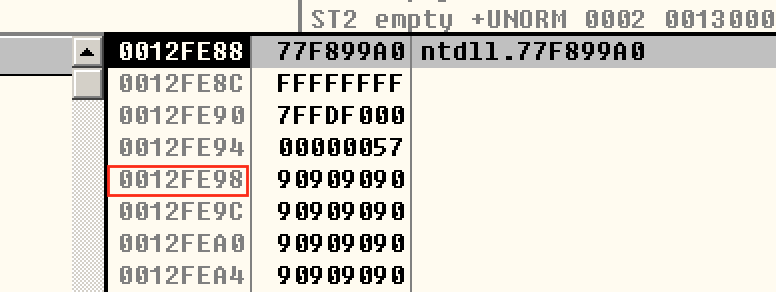 ST2 empty +UNORM 0002 0013000
0012FE88 77F899A0 ntdll.77F899A0
0012FE8C FFFFFFFF
0012FE90 7FFDF000
0012FE94 00000057
0012FE98 90909090
0012FE9C 90909090
0012FEA0 90909090
0012FEA4 90909090